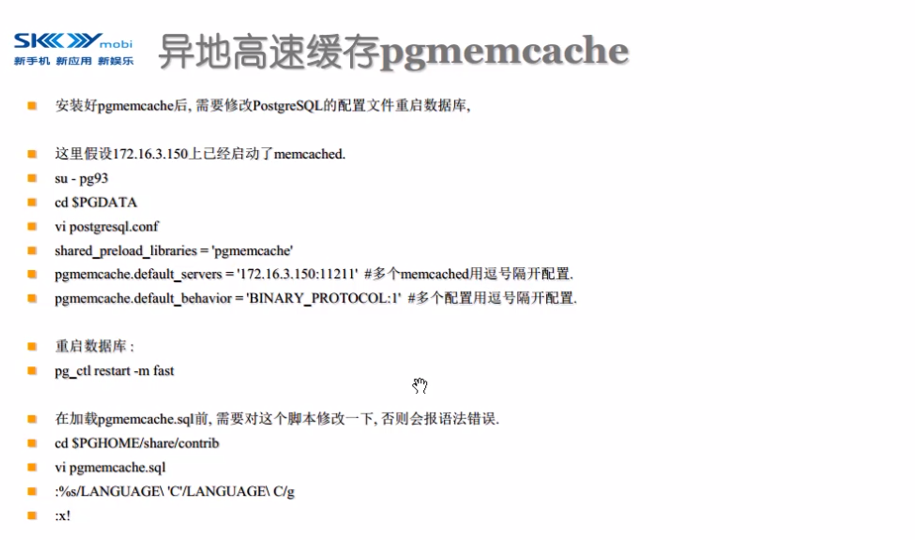 SKYmobi
新手机 新应用 新娱乐
异地高速缓存pgmemcache
安装好pgmemcache后, 需要修改PostgreSQL的配置文件重启数据库,
这里假设172.16.3.150上已经启动了memcached.
su - pg93
cd $PGDATA
vi postgresql.conf
shared_preload_libraries = 'pgmemcache'
pgmemcache.default_servers = '172.16.3.150:11211' #多个memcached用逗号隔开配置.
pgmemcache.default_behavior = 'BINARY_PROTOCOL:1' #多个配置用逗号隔开配置.
重启数据库 :
pg_ctl restart -m fast
在加载pgmemcache.sql前, 需要对这个脚本修改一下, 否则会报语法错误.
cd $PGHOME/share/contrib
vi pgmemcache.sql
:%s/LANGUAGE\ 'C'/LANGUAGE\ C/g
:x!